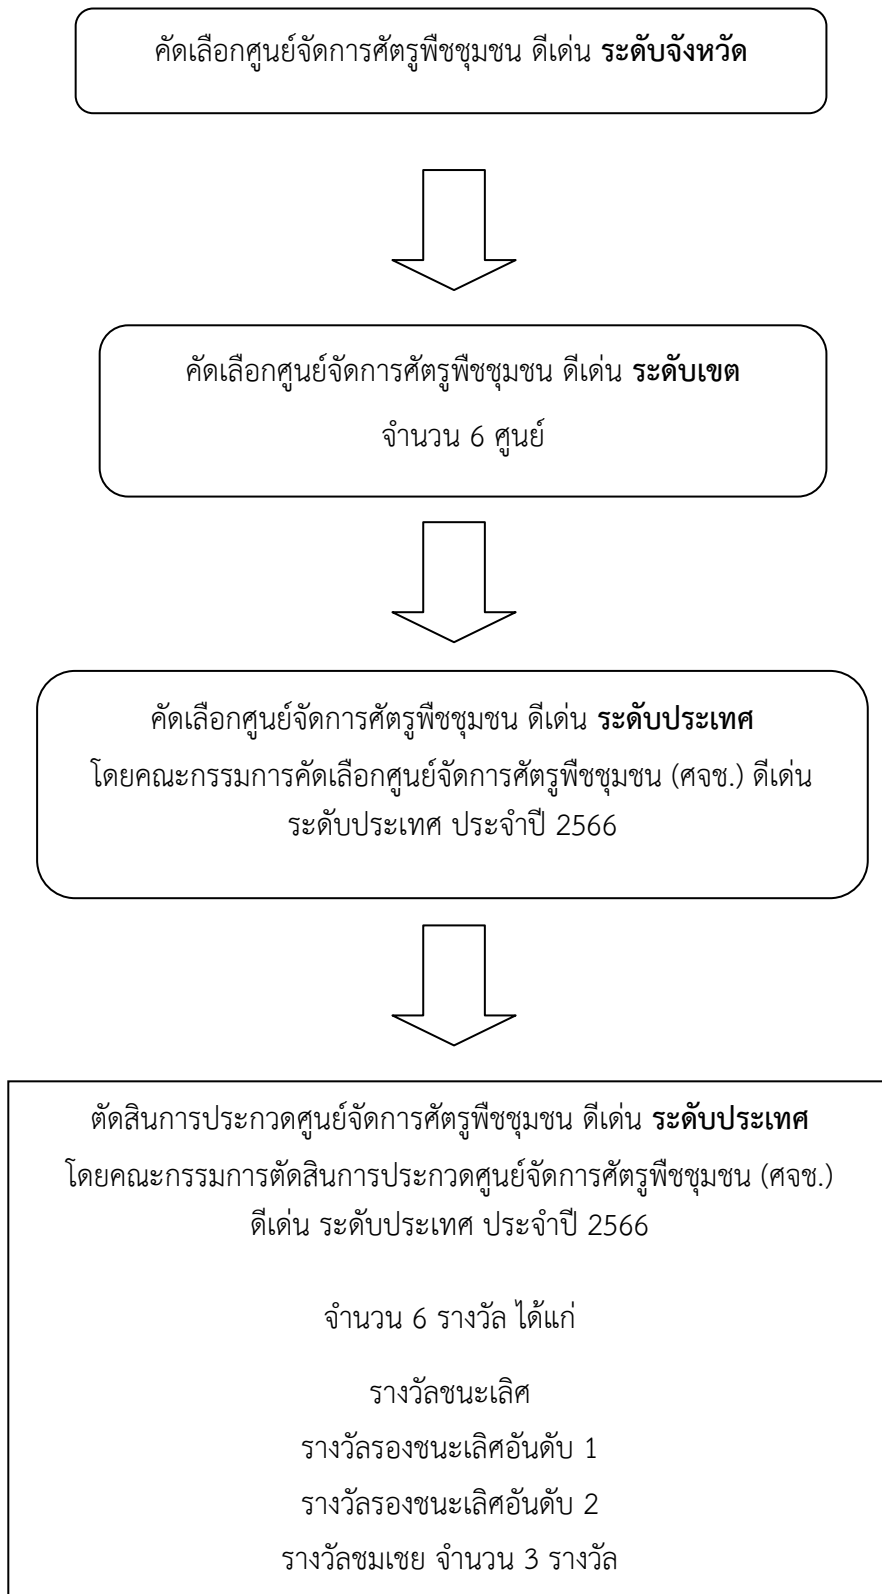 คัดเลือกศูนย์จัดการศัตรูพืชชุมชน ดีเด่น ระดับจังหวัด
คัดเลือกศูนย์จัดการศัตรูพืชชุมชน ดีเด่น ระดับเขต
จำนวน 6 ศูนย์
คัดเลือกศูนย์จัดการศัตรูพืชชุมชน ดีเด่น ระดับประเทศ
โดยคณะกรรมการคัดเลือกศูนย์จัดการศัตรูพืชชุมชน (ศจช.) ดีเด่น
ระดับประเทศ ประจำปี 2566
ตัดสินการประกวดศูนย์จัดการศัตรูพืชชุมชน ดีเด่น ระดับประเทศ
โดยคณะกรรมการตัดสินการประกวดศูนย์จัดการศัตรูพืชชุมชน (ศจช.)
ดีเด่น ระดับประเทศ ประจำปี 2566
จำนวน 6 รางวัล ได้แก่
รางวัลชนะเลิศ
รางวัลรองชนะเลิศอันดับ 1
รางวัลรองชนะเลิศอันดับ 2
รางวัลชมเชย จำนวน 3 รางวัล